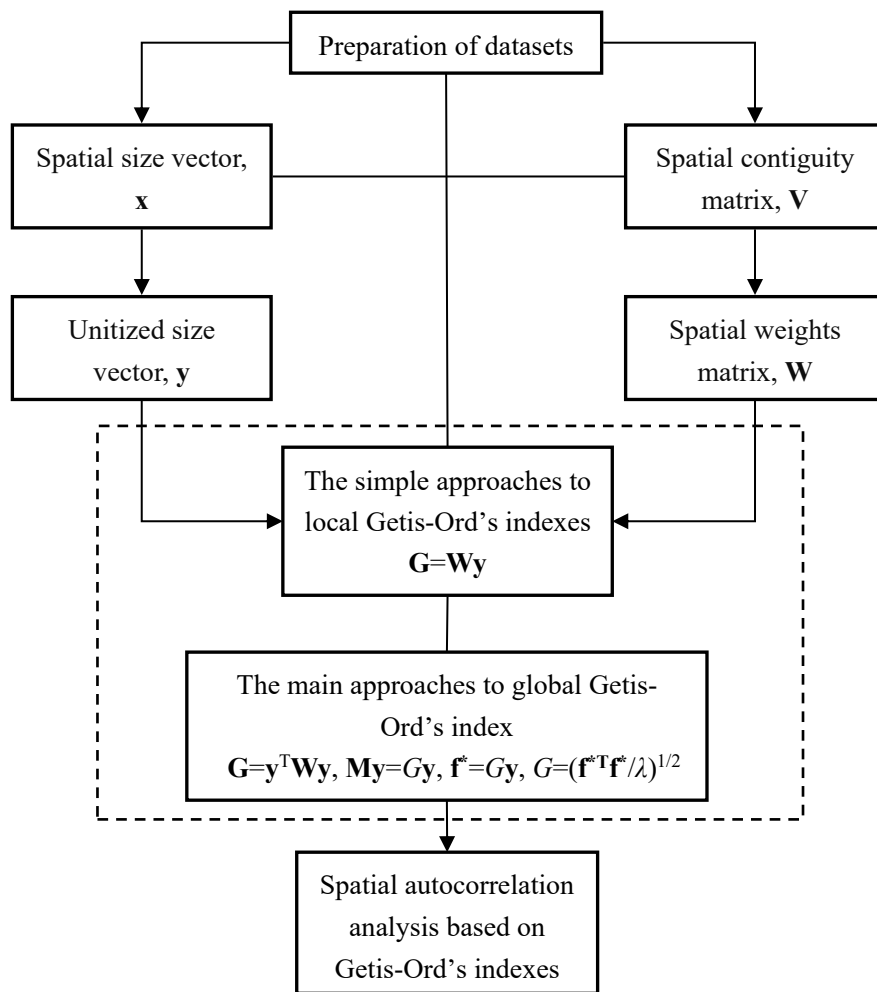 Preparation of datasets
Spatial size vector,
x
Spatial contiguity
matrix, V
Unitized size
vector, y
Spatial weights
matrix, W
The simple approaches to
local Getis-Ord’s indexes
G=Wy
The main approaches to global Getis-
Ord’s index
G=yᵀWy, My=Gy, f*=Gy, G=(f*ᵀf*/λ)^1/2
Spatial autocorrelation
analysis based on
Getis-Ord’s indexes